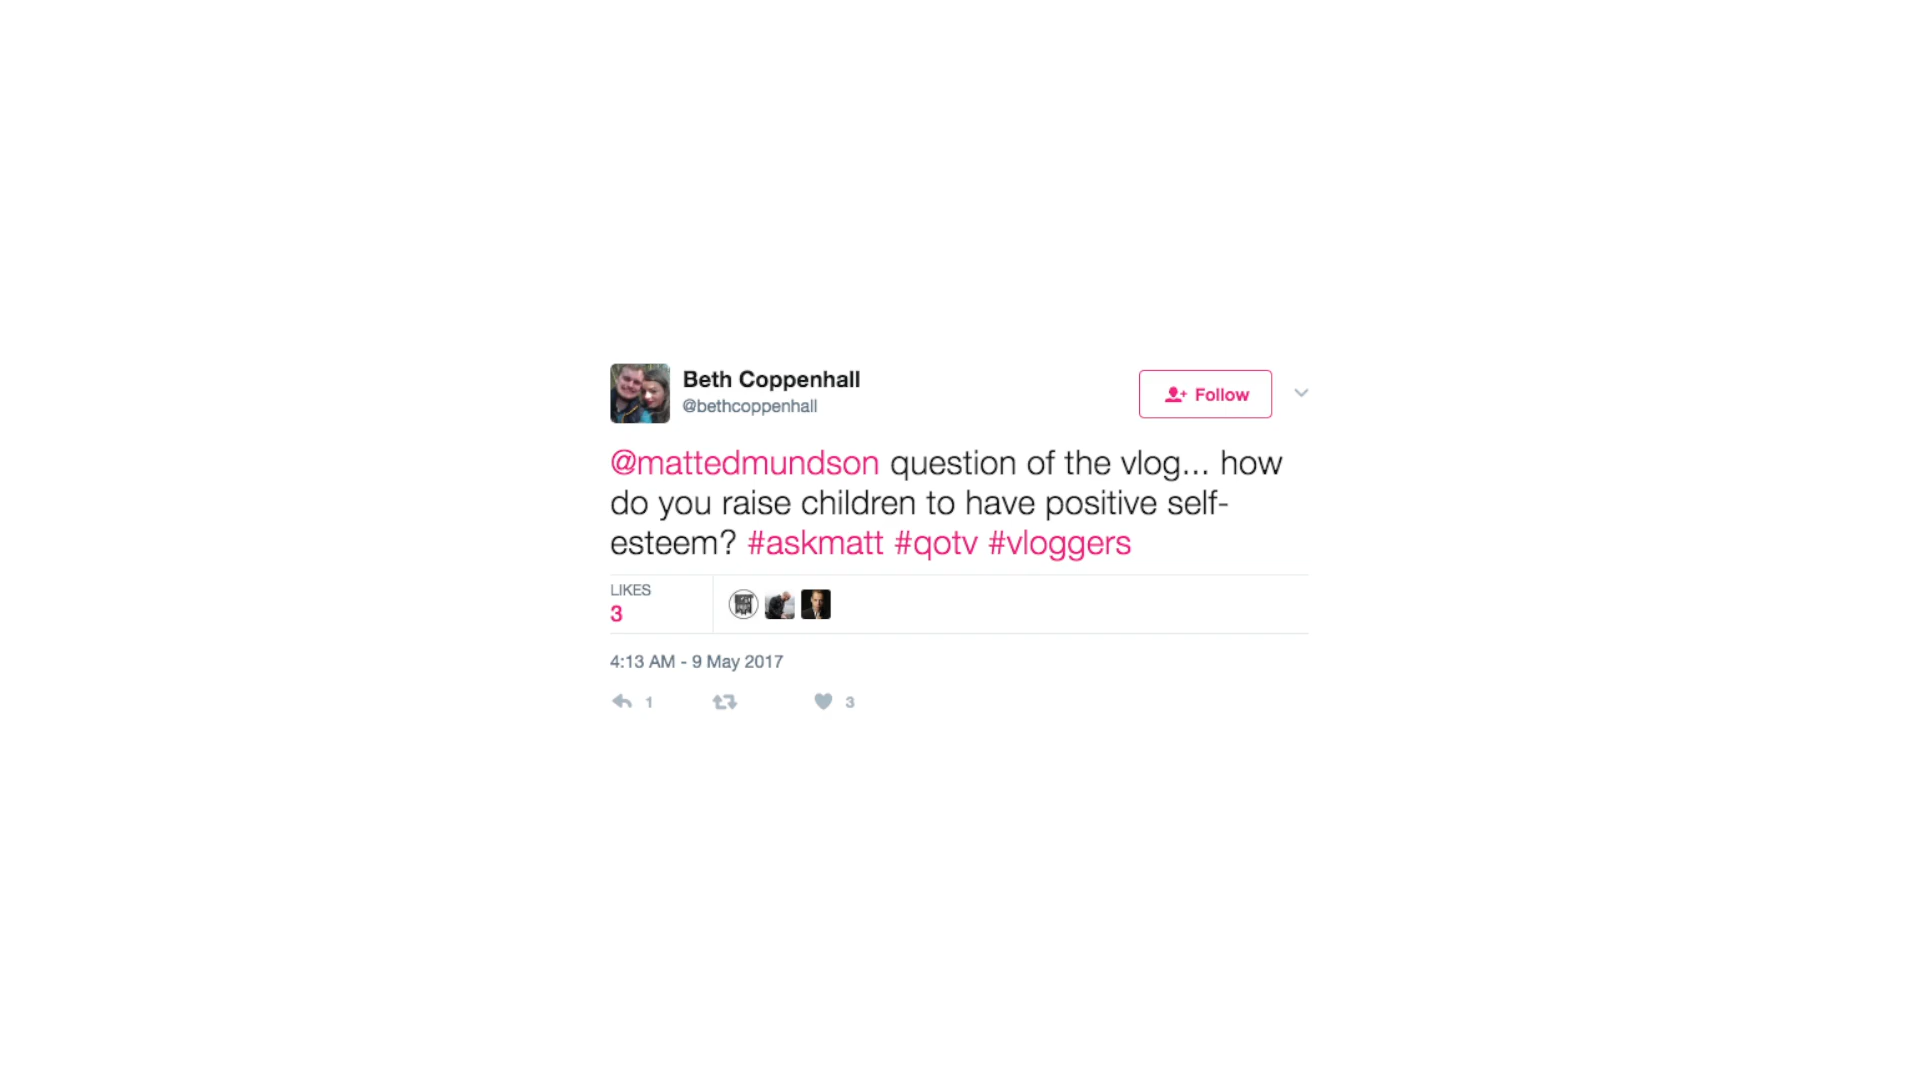 Beth Coppenhall
@bethcoppenhall
Follow
@mattedmundson question of the vlog... how
do you raise children to have positive self-
esteem? #askmatt #qotv #vloggers
LIKES
3
4:13 AM - 9 May 2017
1
3